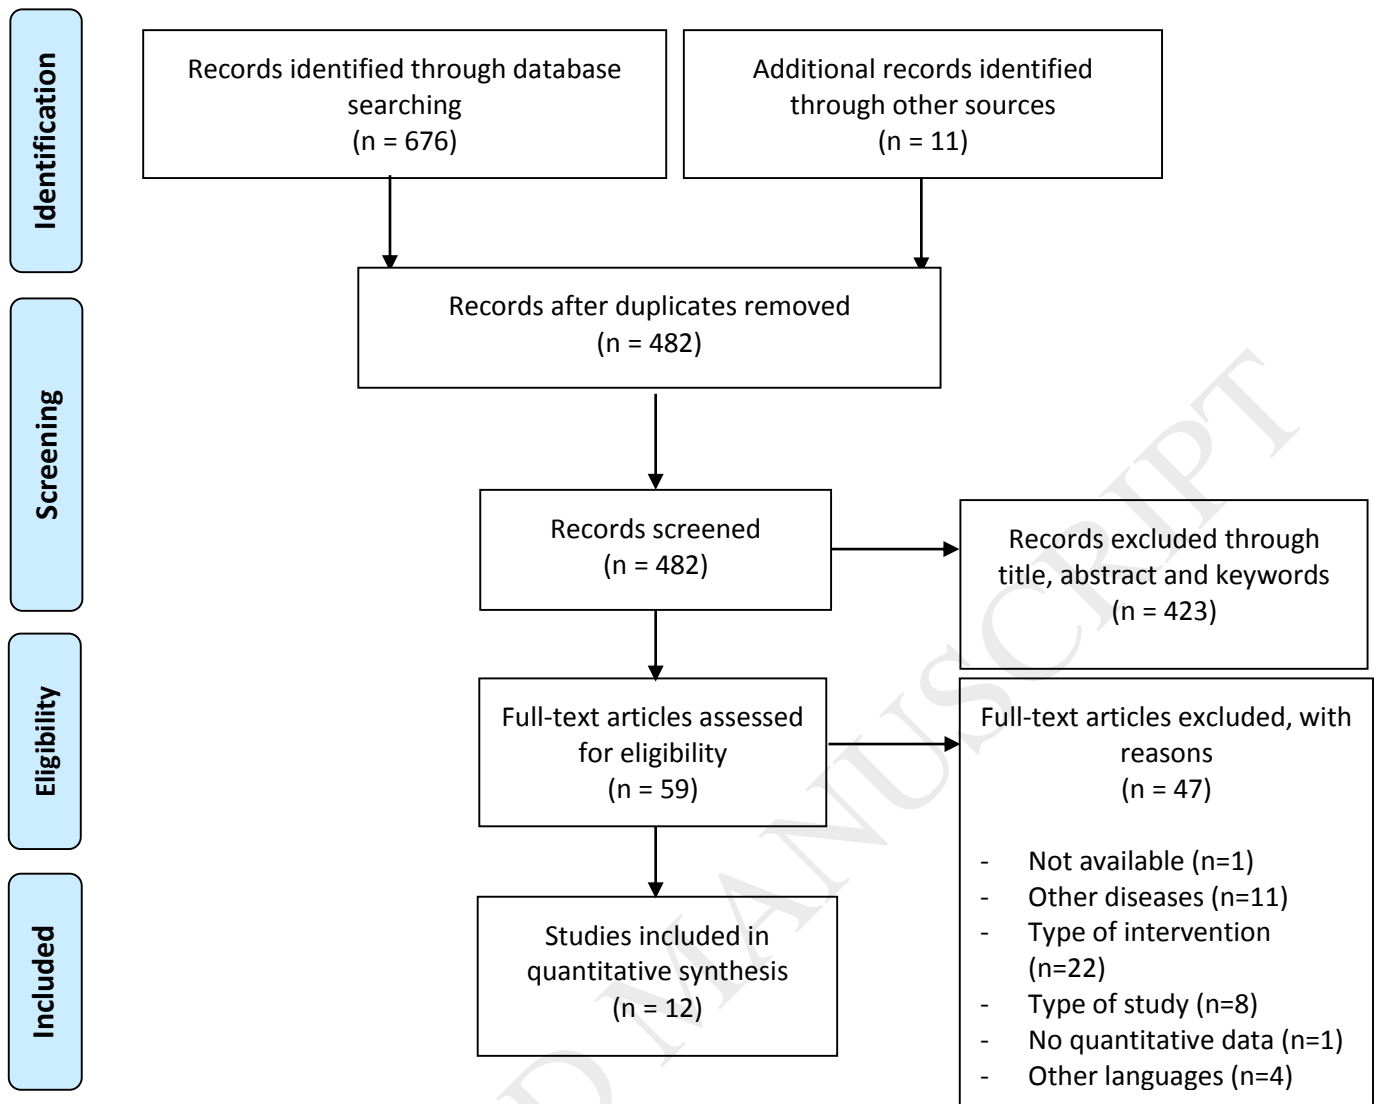 Identification
Records identified through database
searching
(n = 676)
Additional records identified
through other sources
(n = 11)
Records after duplicates removed
(n = 482)
Screening
Records screened
(n = 482)
Records excluded through
title, abstract and keywords
(n = 423)
Eligibility
Full-text articles assessed
for eligibility
(n = 59)
Full-text articles excluded, with
reasons
(n = 47)
- Not available (n=1)
- Other diseases (n=11)
- Type of intervention
(n=22)
- Type of study (n=8)
- No quantitative data (n=1)
- Other languages (n=4)
Included
Studies included in
quantitative synthesis
(n = 12)
D MANUSCRIPT